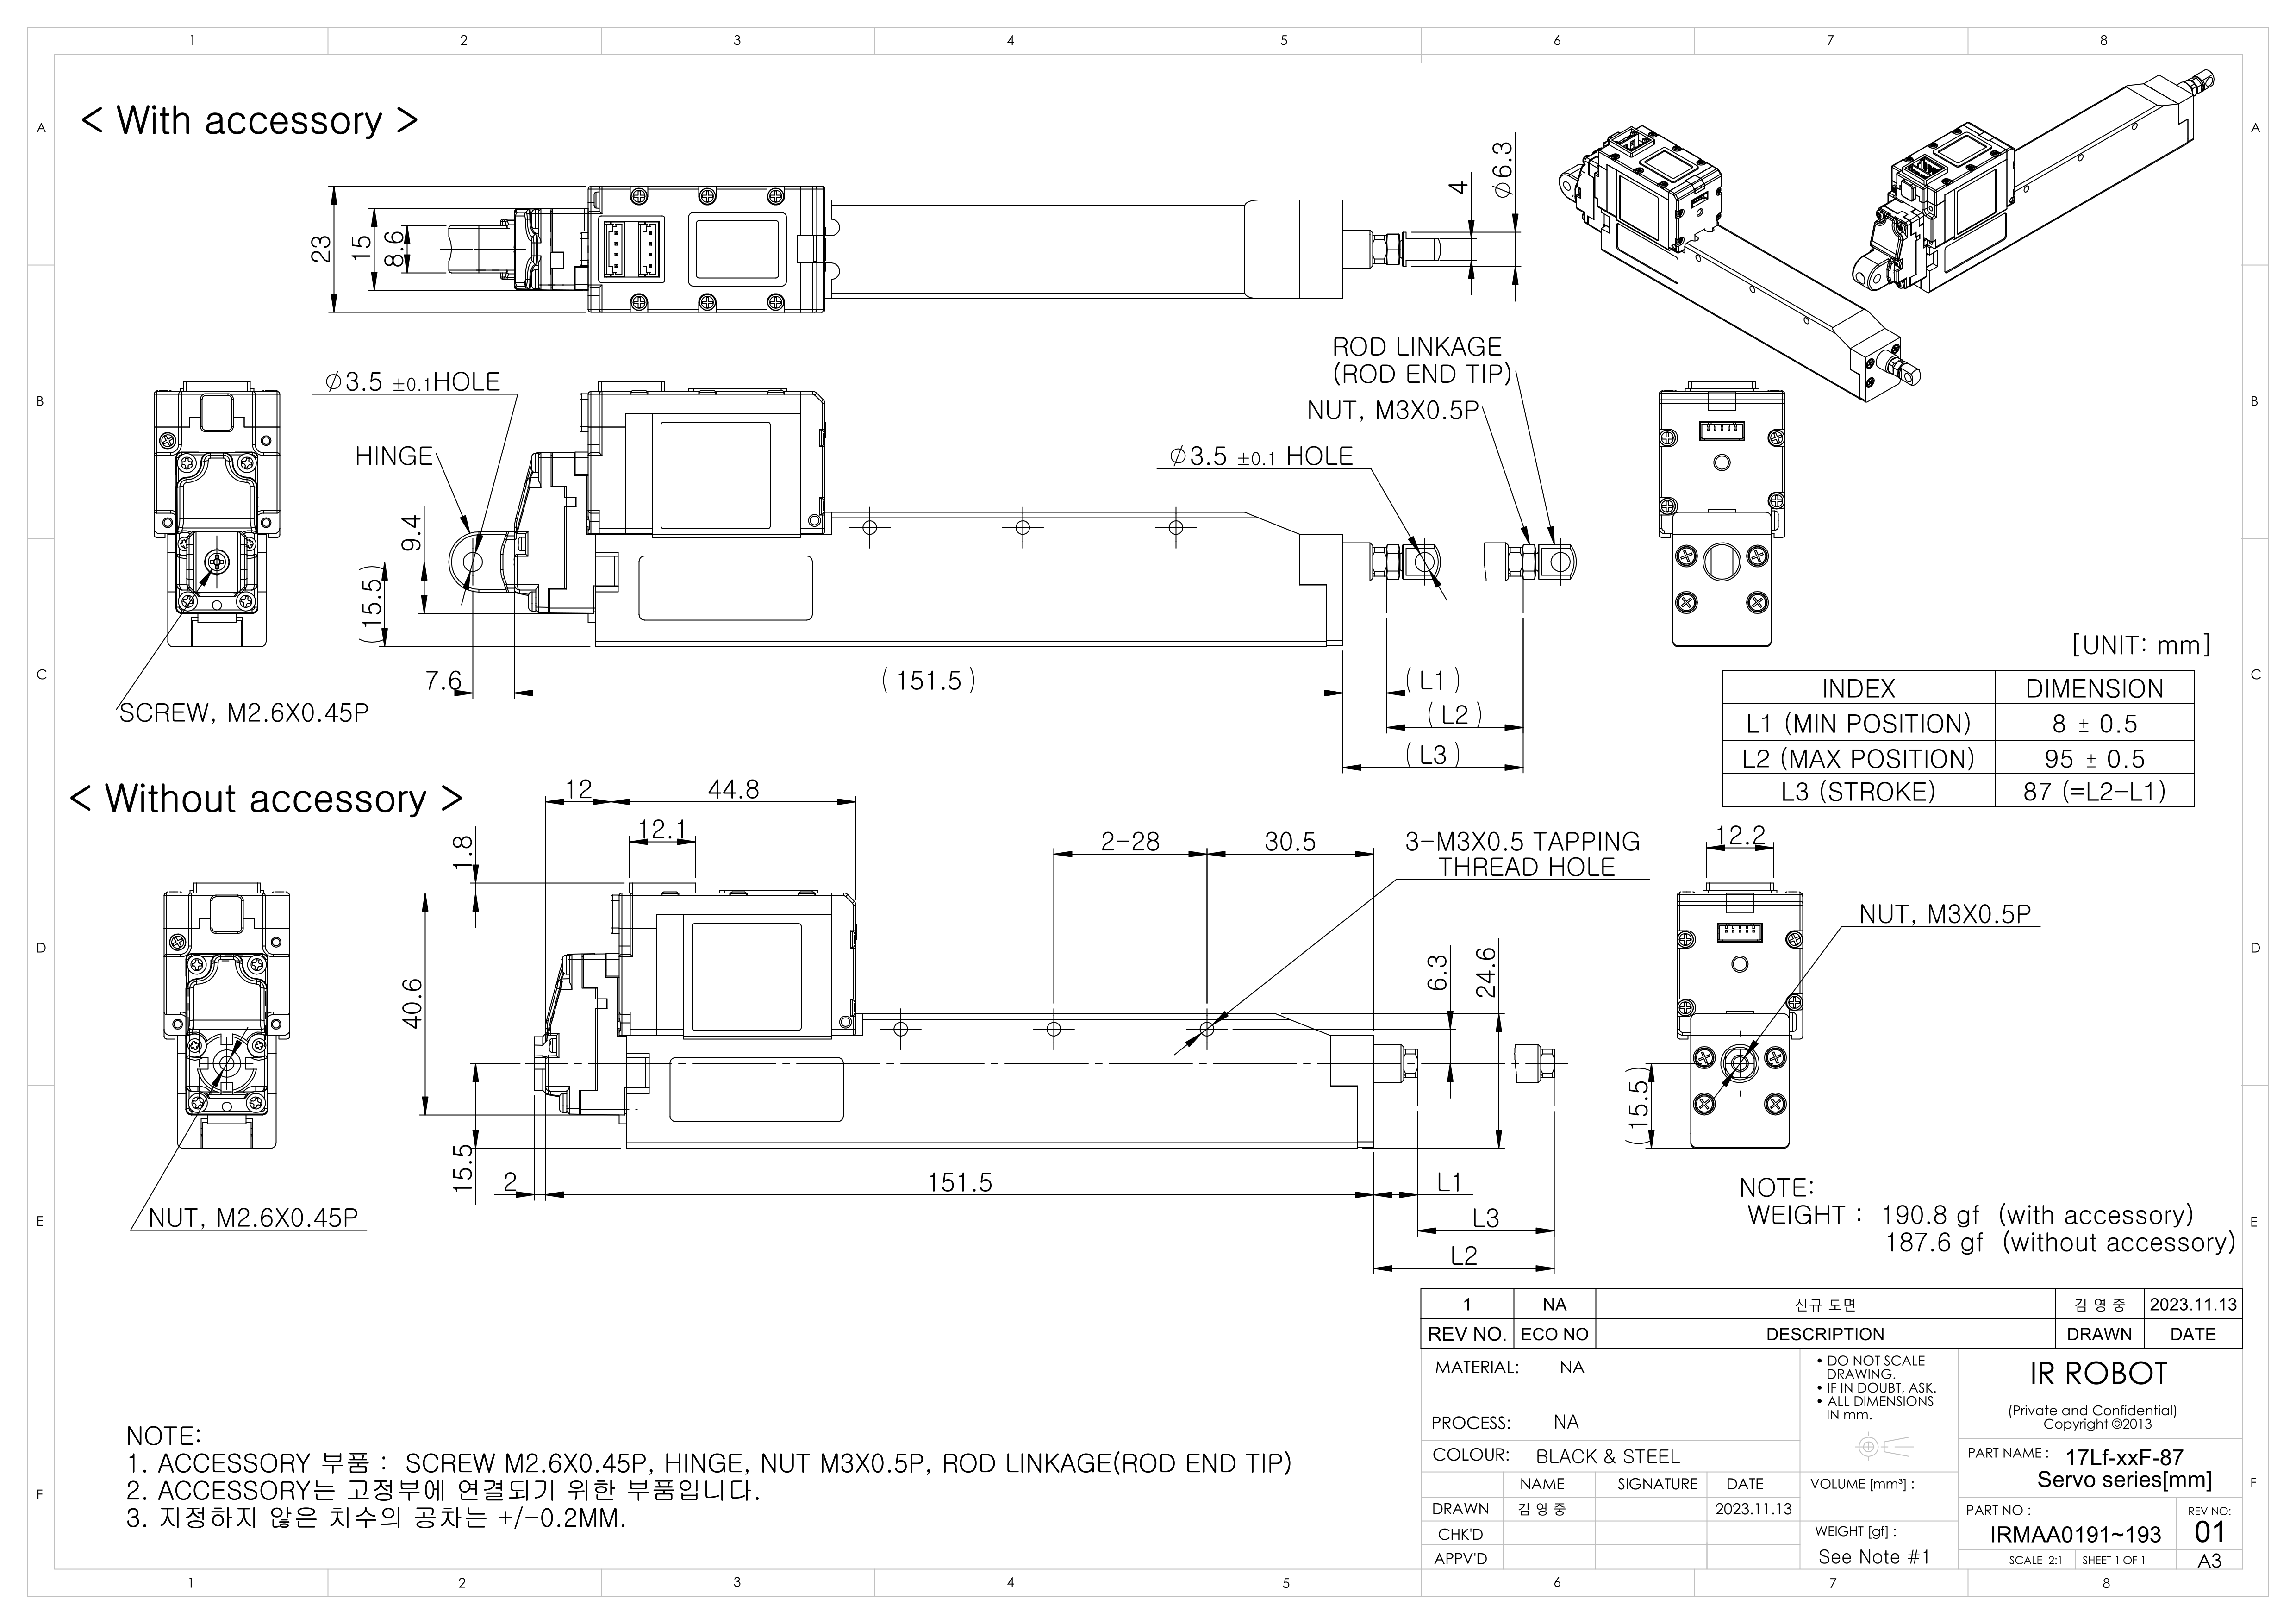 1 2 3 4 5 6 7 8
A A
B B
C C
D D
E E
F F
< With accessory >
23
15
8.6
4
Ø6.3
Ø3.5 ±0.1HOLE
HINGE
ROD LINKAGE
(ROD END TIP)
NUT, M3X0.5P
Ø3.5 ±0.1 HOLE
9.4
(15.5)
7.6
(151.5)
(L1)
(L2)
(L3)
SCREW, M2.6X0.45P
[UNIT: mm]
INDEX DIMENSION
L1 (MIN POSITION) 8 ± 0.5
L2 (MAX POSITION) 95 ± 0.5
L3 (STROKE) 87 (=L2-L1)
< Without accessory >
12
44.8
12.1
1.8
40.6
15.5
2
151.5
2-28
30.5
3-M3X0.5 TAPPING
THREAD HOLE
6.3
24.6
L1
L3
L2
12.2
NUT, M3X0.5P
(15.5)
NUT, M2.6X0.45P
NOTE:
WEIGHT : 190.8 gf (with accessory)
187.6 gf (without accessory)
NOTE:
1. ACCESSORY 부품 : SCREW M2.6X0.45P, HINGE, NUT M3X0.5P, ROD LINKAGE(ROD END TIP)
2. ACCESSORY는 고정부에 연결되기 위한 부품입니다.
3. 지정하지 않은 치수의 공차는 +/-0.2MM.
1 NA 신규 도면 김 영 중 2023.11.13
REV NO. ECO NO DESCRIPTION DRAWN DATE
MATERIAL: NA
PROCESS: NA
COLOUR: BLACK & STEEL
NAME SIGNATURE DATE
DRAWN 김 영 중 2023.11.13
CHK'D
APPV'D
• DO NOT SCALE
DRAWING.
• IF IN DOUBT, ASK.
• ALL DIMENSIONS
IN mm.
VOLUME [mm³] :
WEIGHT [gf] :
See Note #1
IR ROBOT
(Private and Confidential)
Copyright ©2013
PART NAME : 17Lf-xxF-87
Servo series[mm]
PART NO :
IRMAA0191~193
REV NO:
01
SCALE 2:1 SHEET 1 OF 1 A3
1 2 3 4 5 6 7 8